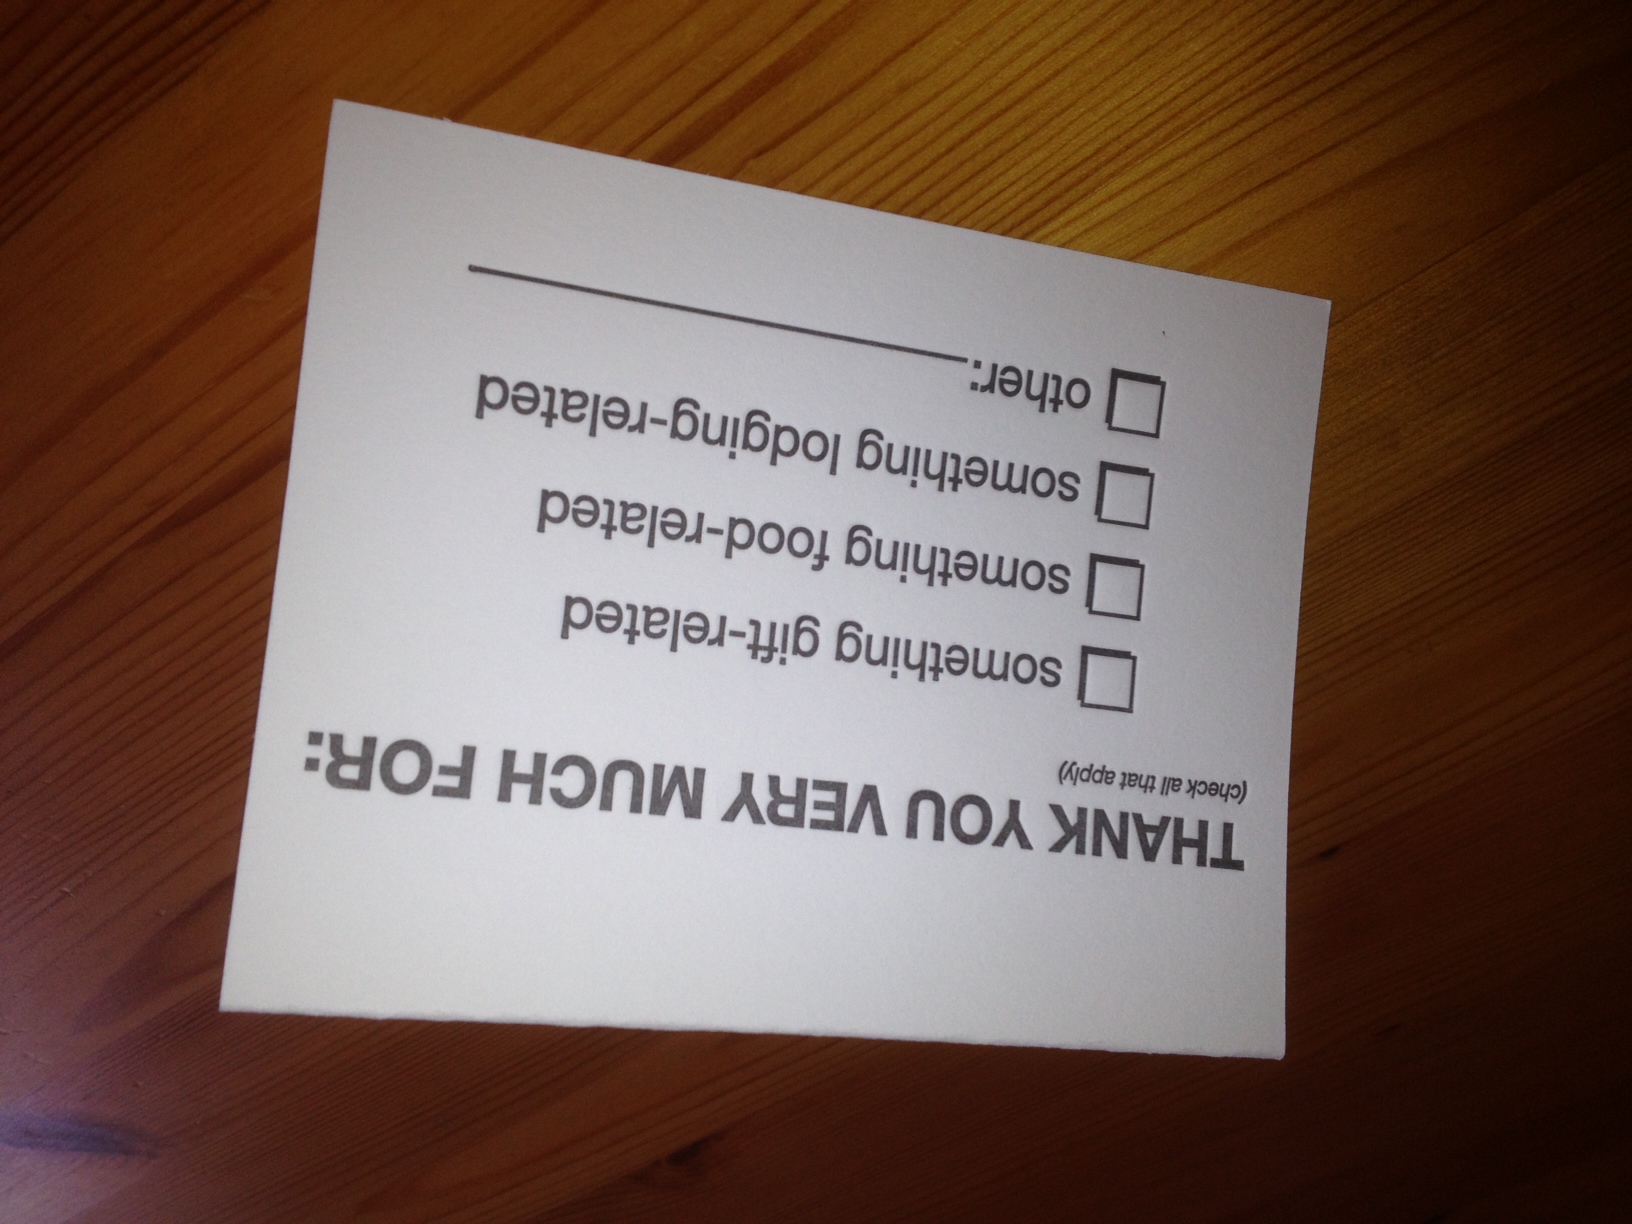 THANK YOU VERY MUCH FOR:
(check all that apply)
something gift-related
something food-related
something lodging-related
other: